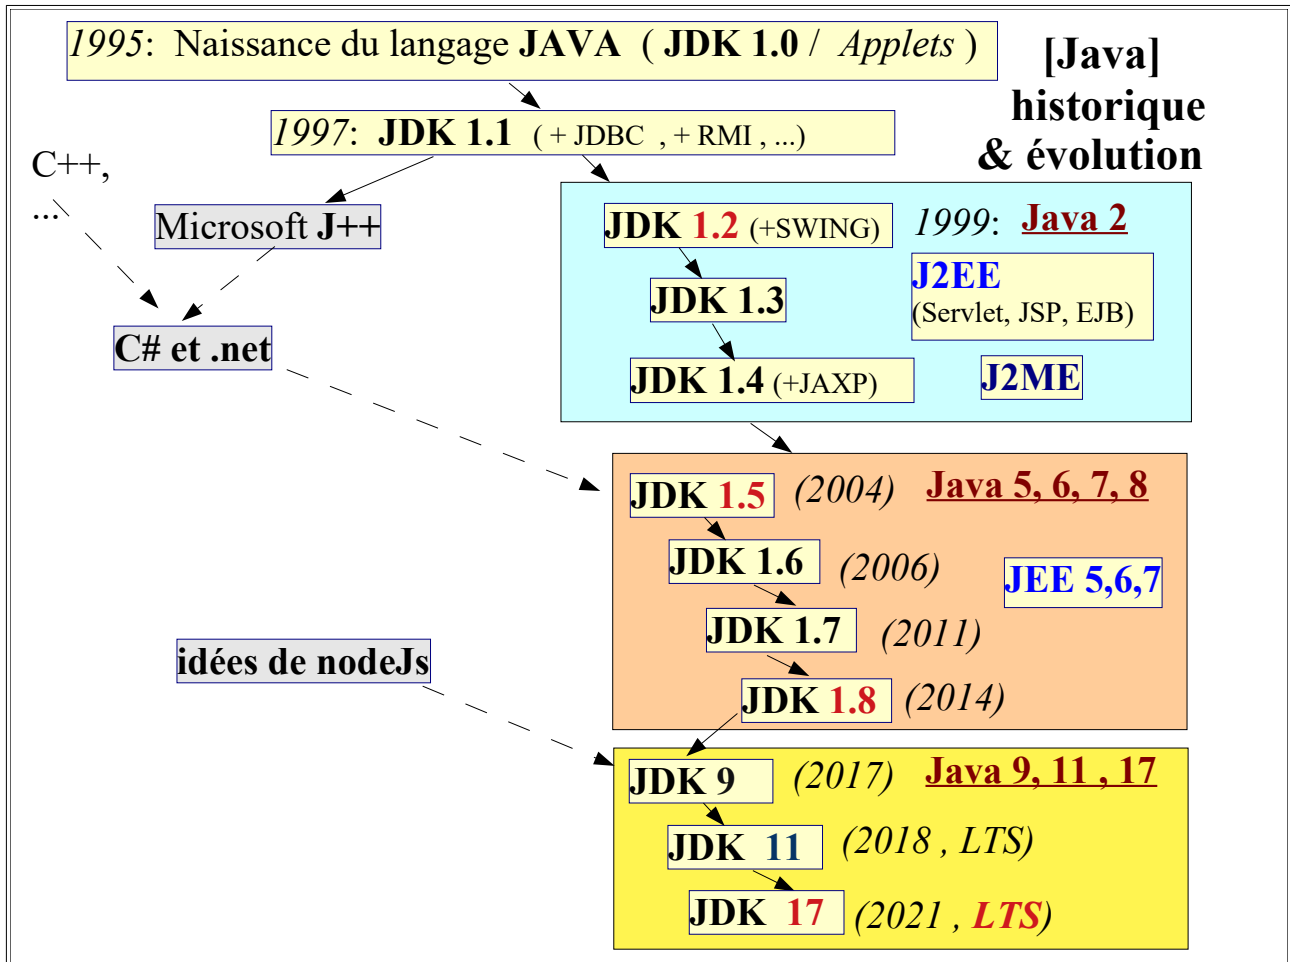 1995: Naissance du langage JAVA ( JDK 1.0 / Applets )
[Java]
historique
& évolution
1997: JDK 1.1 ( + JDBC , + RMI , ...)
C++,
...
Microsoft J++
C# et .net
JDK 1.2 (+SWING)
1999: Java 2
J2EE
(Servlet, JSP, EJB)
JDK 1.3
JDK 1.4 (+JAXP)
J2ME
JDK 1.5 (2004) Java 5, 6, 7, 8
JDK 1.6 (2006)
JEE 5,6,7
JDK 1.7 (2011)
idées de nodeJs
JDK 1.8 (2014)
JDK 9 (2017) Java 9, 11 , 17
JDK 11 (2018 , LTS)
JDK 17 (2021 , LTS)